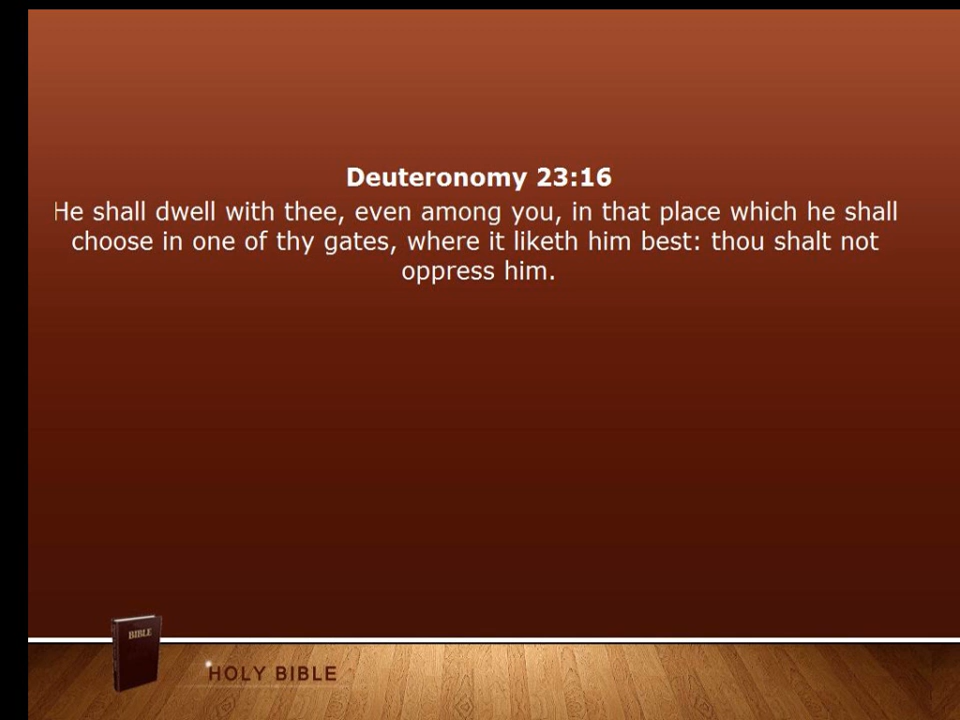 Deuteronomy 23:16
He shall dwell with thee, even among you, in that place which he shall
choose in one of thy gates, where it liketh him best: thou shalt not
oppress him.
BIBLE
HOLY BIBLE